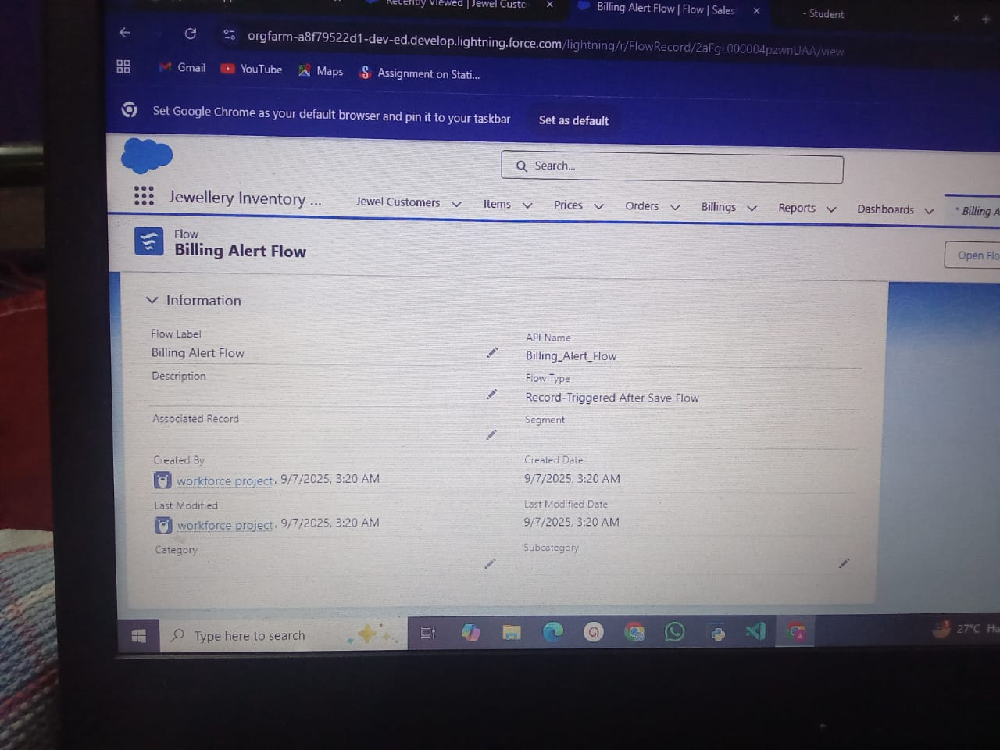 Recently Viewed | Jewel Custo
Billing Alert Flow | Flow | Sales
- Student
orgfarm-a8f79522d1-dev-ed.develop.lightning.force.com/lightning/r/FlowRecord/2aFgL000004pzwnUAA/view
Gmail YouTube Maps Assignment on Stati...
Set Google Chrome as your default browser and pin it to your taskbar Set as default
Search...
Jewellery Inventory ... Jewel Customers Items Prices Orders Billings Reports Dashboards * Billing A
Flow
Billing Alert Flow
Open Flo
Information
Flow Label
Billing Alert Flow
API Name
Billing_Alert_Flow
Description
Flow Type
Record-Triggered After Save Flow
Associated Record
Segment
Created By
workforce project, 9/7/2025, 3:20 AM
Created Date
9/7/2025, 3:20 AM
Last Modified
workforce project, 9/7/2025, 3:20 AM
Last Modified Date
9/7/2025, 3:20 AM
Category
Subcategory
Type here to search
27°C Ha